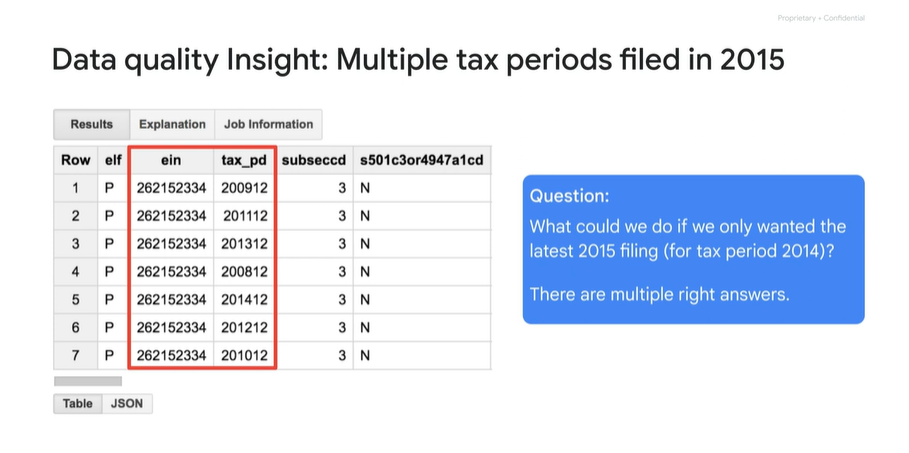 Proprietary + Confidential
Data quality Insight: Multiple tax periods filed in 2015
Results Explanation Job Information
Row elf ein tax_pd subseccd s501c3or4947a1cd
1 P 262152334 200912 3 N
2 P 262152334 201112 3 N
3 P 262152334 201312 3 N
4 P 262152334 200812 3 N
5 P 262152334 201412 3 N
6 P 262152334 201212 3 N
7 P 262152334 201012 3 N
Table JSON
Question:
What could we do if we only wanted the
latest 2015 filing (for tax period 2014)?
There are multiple right answers.